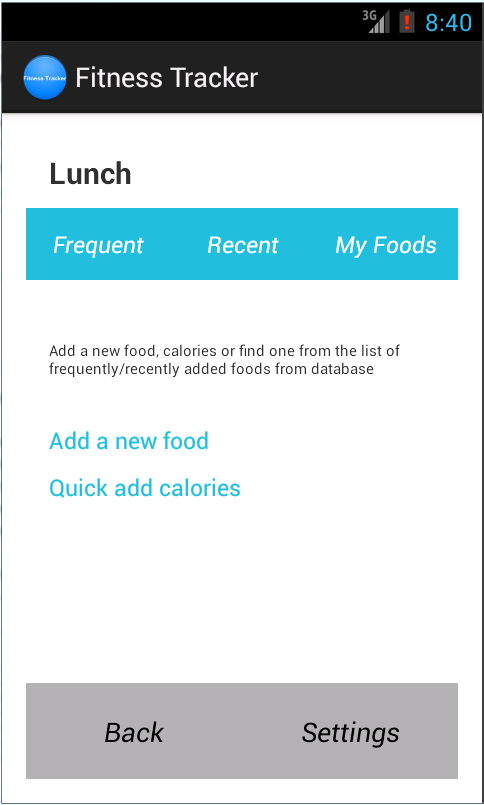 3G
8:40
Fitness Tracker
Fitness Tracker
Lunch
Frequent Recent My Foods
Add a new food, calories or find one from the list of
frequently/recently added foods from database
Add a new food
Quick add calories
Back Settings